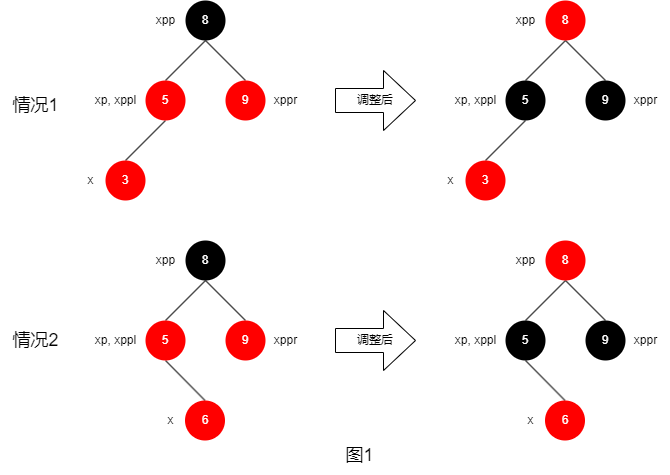 xpp 8
xpp 8
情况1
xp, xppl 5 9 xppr
调整后
xp, xppl 5 9 xppr
x 3
x 3
xpp 8
xpp 8
情况2
xp, xppl 5 9 xppr
调整后
xp, xppl 5 9 xppr
x 6
x 6
图1